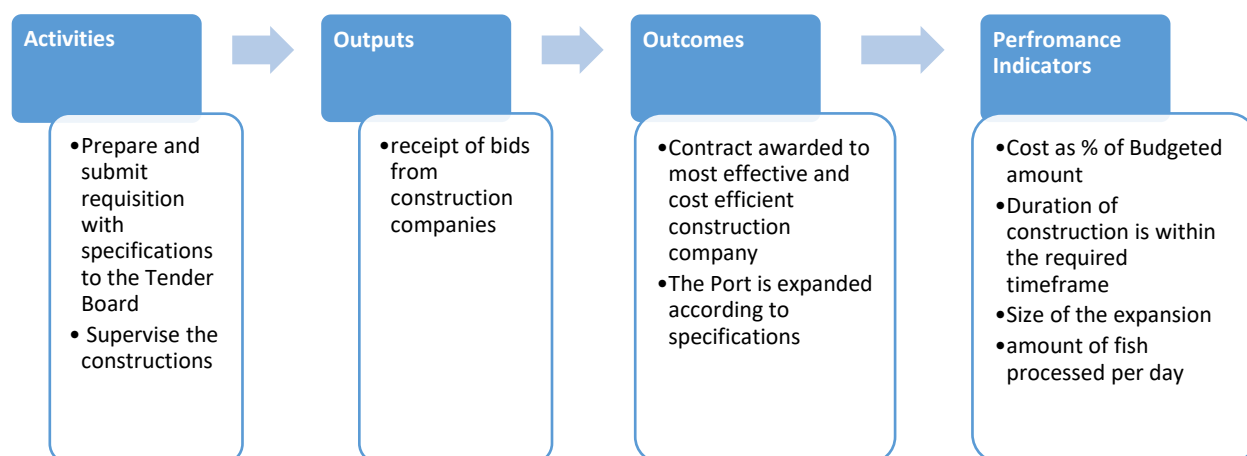 Activities
•Prepare and
submit
requisition
with
specifications
to the Tender
Board
• Supervise the
constructions
Outputs
•receipt of bids
from
construction
companies
Outcomes
•Contract awarded to
most effective and
cost efficient
construction
company
•The Port is expanded
according to
specifications
Perfromance
Indicators
•Cost as % of Budgeted
amount
•Duration of
construction is within
the required
timeframe
•Size of the expansion
•amount of fish
processed per day